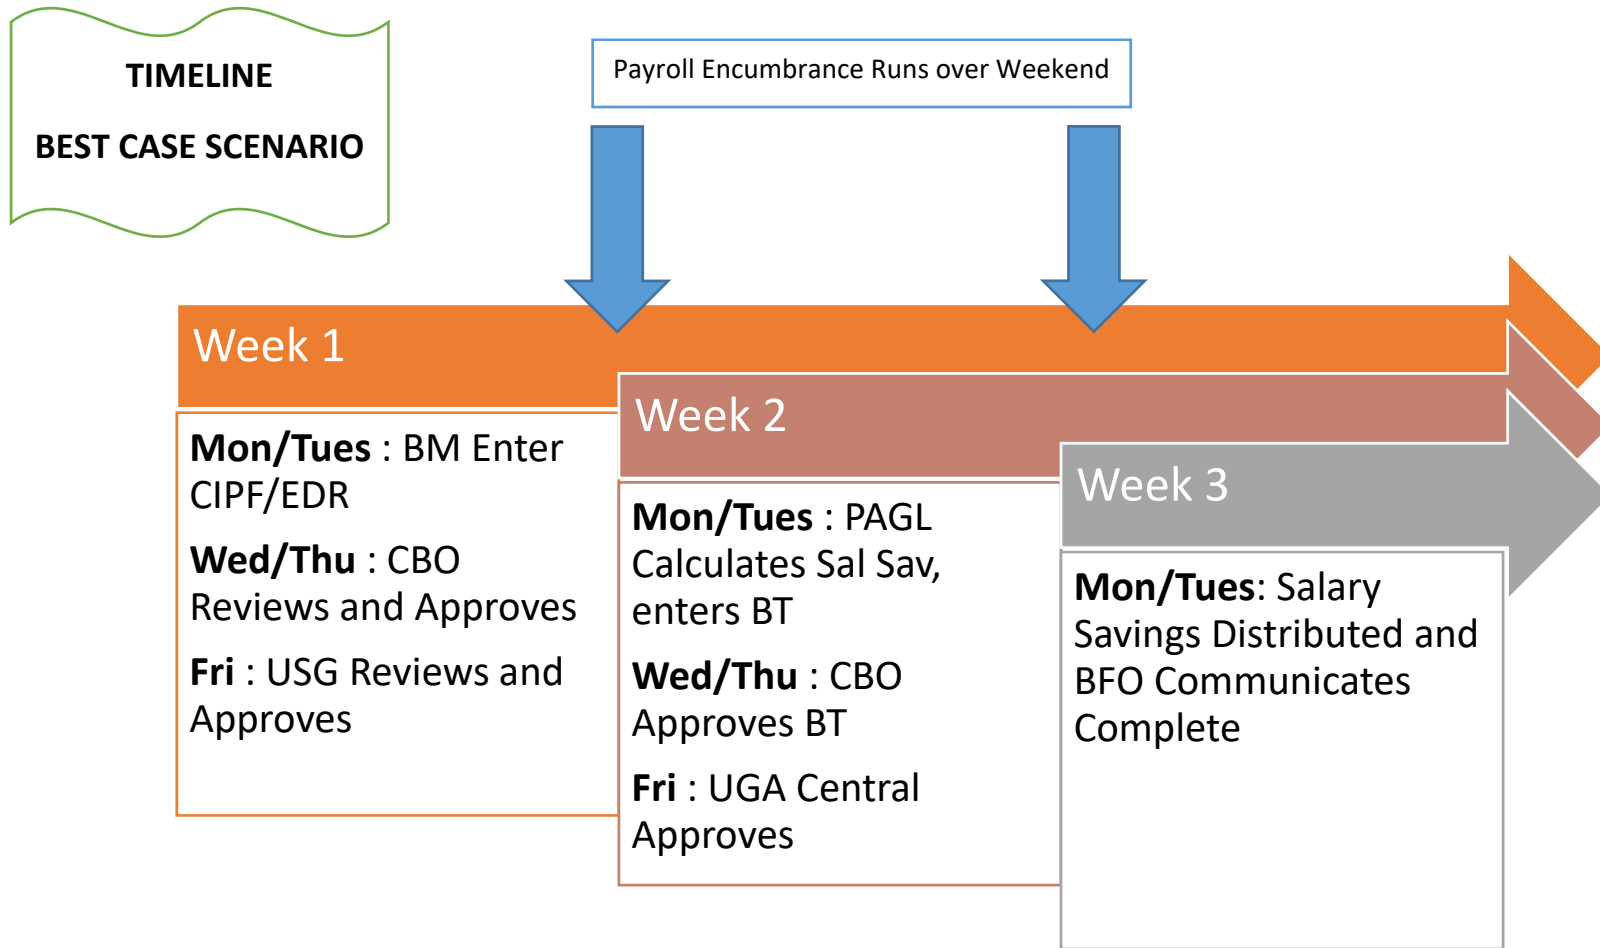 TIMELINE
BEST CASE SCENARIO
Payroll Encumbrance Runs over Weekend
Week 1
Mon/Tues : BM Enter
CIPF/EDR
Wed/Thu : CBO
Reviews and Approves
Fri : USG Reviews and
Approves
Week 2
Mon/Tues : PAGL
Calculates Sal Sav,
enters BT
Wed/Thu : CBO
Approves BT
Fri : UGA Central
Approves
Week 3
Mon/Tues: Salary
Savings Distributed and
BFO Communicates
Complete